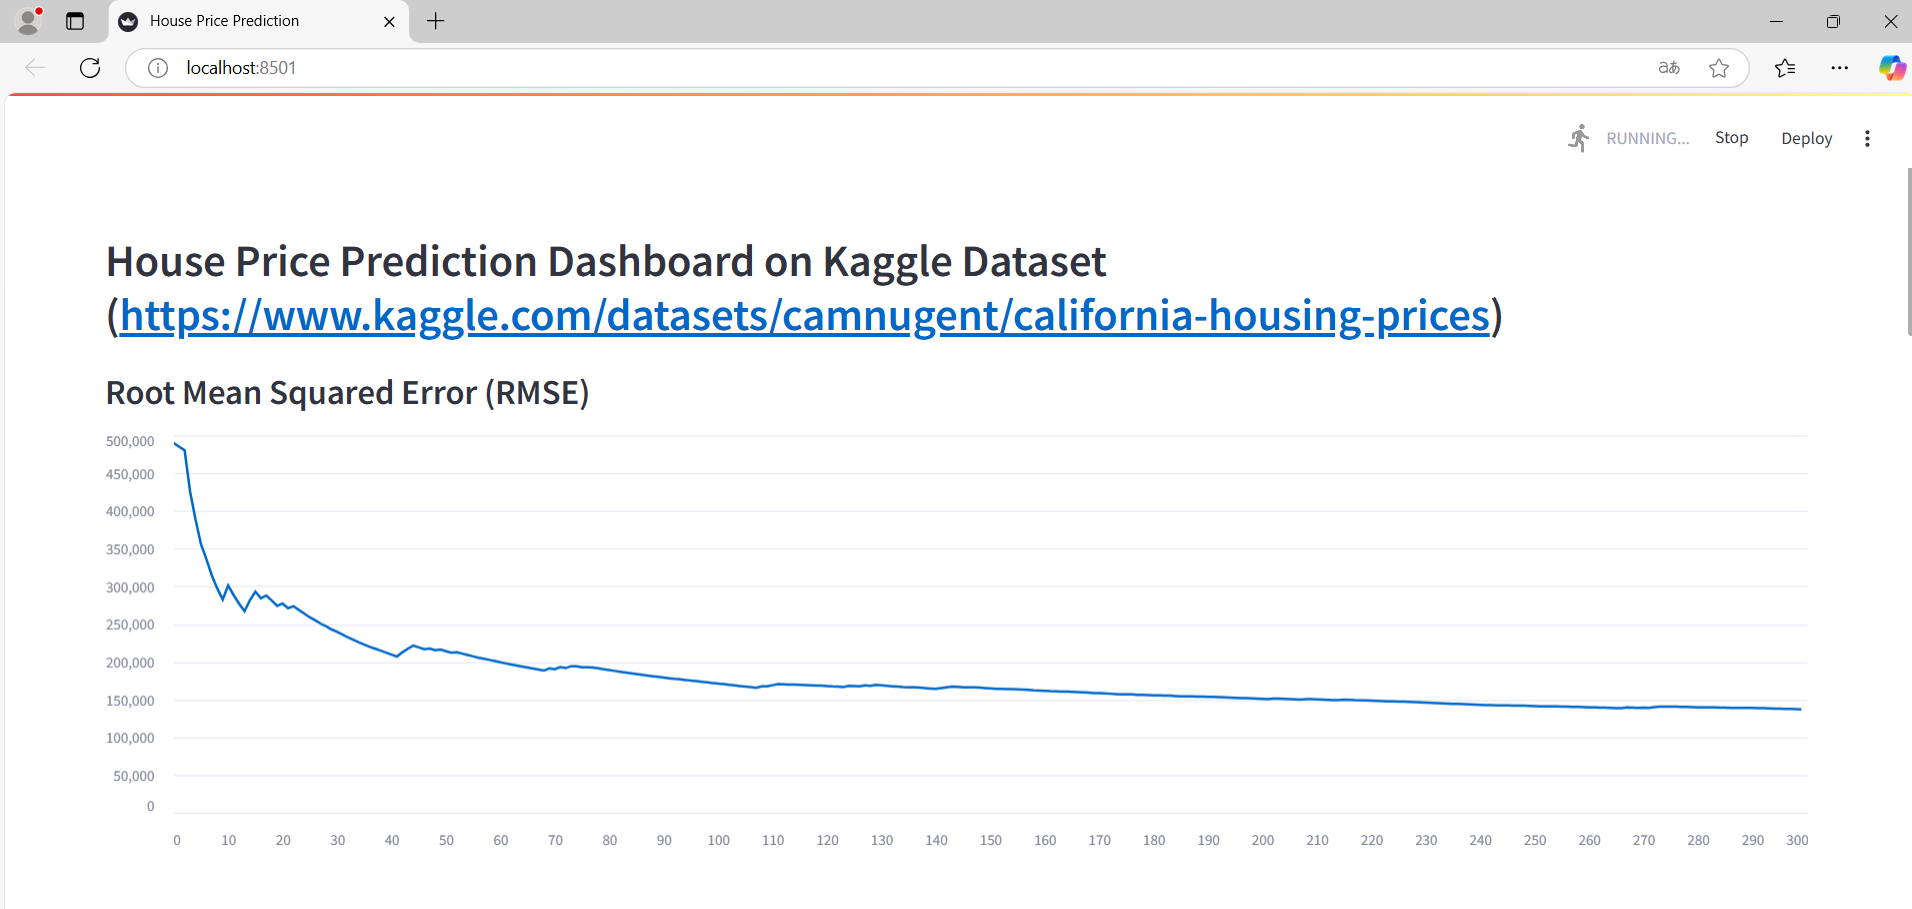 House Price Prediction
localhost:8501
aあ
RUNNING...
Stop
Deploy
House Price Prediction Dashboard on Kaggle Dataset
(https://www.kaggle.com/datasets/camnugent/california-housing-prices)
Root Mean Squared Error (RMSE)
500,000
450,000
400,000
350,000
300,000
250,000
200,000
150,000
100,000
50,000
0
0 10 20 30 40 50 60 70 80 90 100 110 120 130 140 150 160 170 180 190 200 210 220 230 240 250 260 270 280 290 300